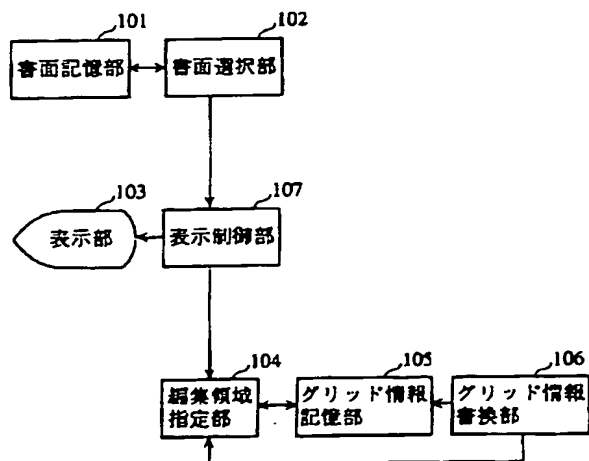 101
書面記憶部
102
書面選択部
103
表示部
107
表示制御部
104
編集領域
指定部
105
グリッド情報
記憶部
106
グリッド情報
書換部